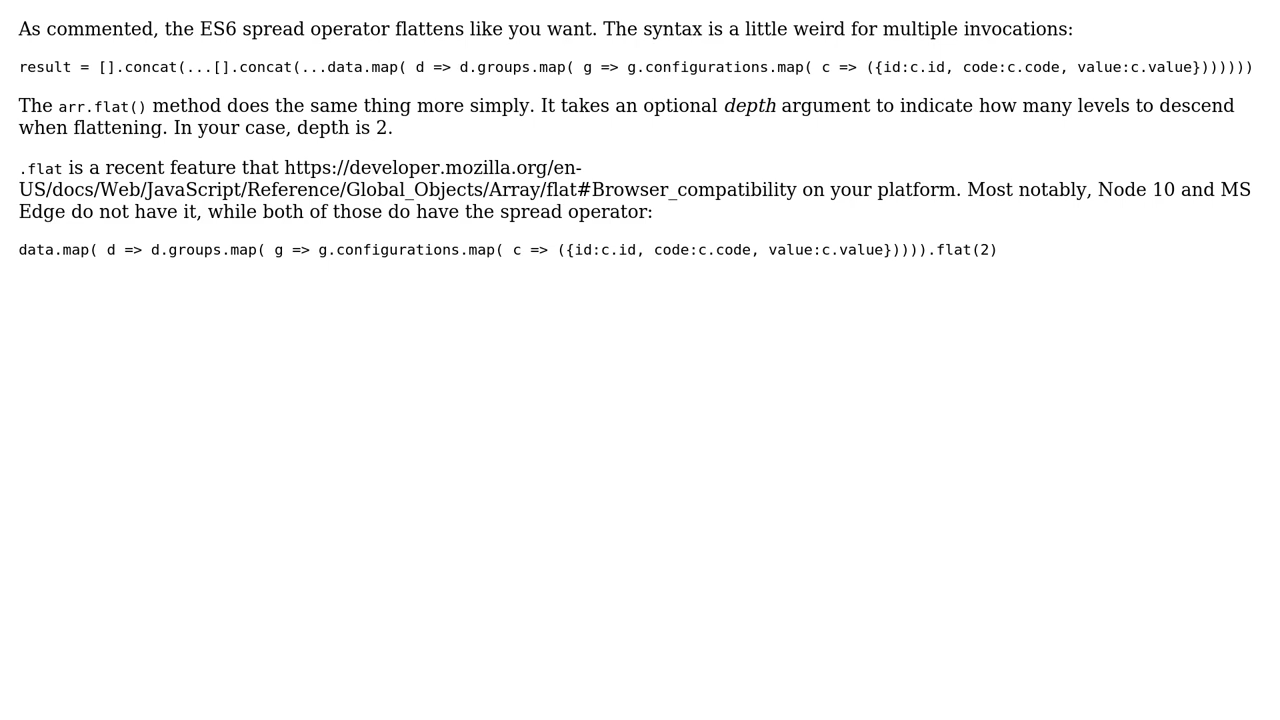 As commented, the ES6 spread operator flattens like you want. The syntax is a little weird for multiple invocations:
result = [].concat(...[].concat(...data.map( d => d.groups.map( g => g.configurations.map( c => ({id:c.id, code:c.code, value:c.value}))))))
The arr.flat() method does the same thing more simply. It takes an optional depth argument to indicate how many levels to descend
when flattening. In your case, depth is 2.
.flat is a recent feature that https://developer.mozilla.org/en-
US/docs/Web/JavaScript/Reference/Global_Objects/Array/flat#Browser_compatibility on your platform. Most notably, Node 10 and MS
Edge do not have it, while both of those do have the spread operator:
data.map( d => d.groups.map( g => g.configurations.map( c => ({id:c.id, code:c.code, value:c.value})))).flat(2)